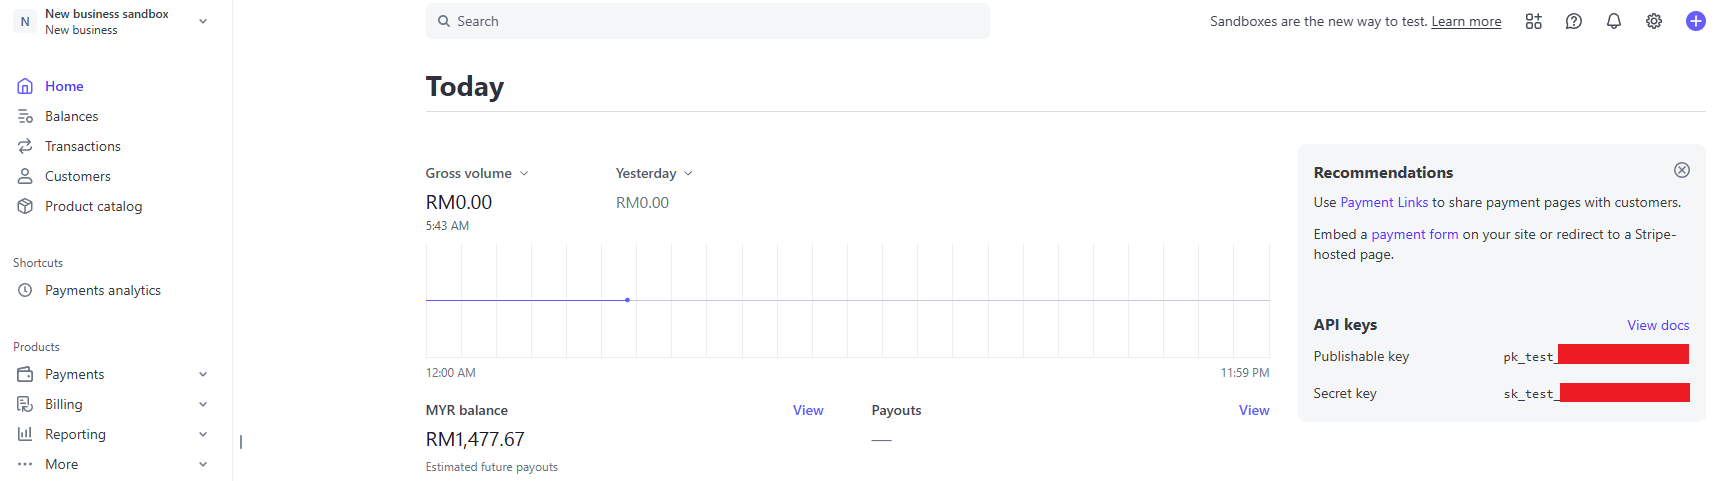 N
New business sandbox
New business
Search
Sandboxes are the new way to test. Learn more
Home
Balances
Transactions
Customers
Product catalog
Shortcuts
Payments analytics
Products
Payments
Billing
Reporting
More
Today
Gross volume
Yesterday
RM0.00
RM0.00
5:43 AM
12:00 AM
11:59 PM
MYR balance
View
Payouts
View
RM1,477.67
—
Estimated future payouts
Recommendations
Use Payment Links to share payment pages with customers.
Embed a payment form on your site or redirect to a Stripe-
hosted page.
API keys
View docs
Publishable key
pk_test_
Secret key
sk_test_